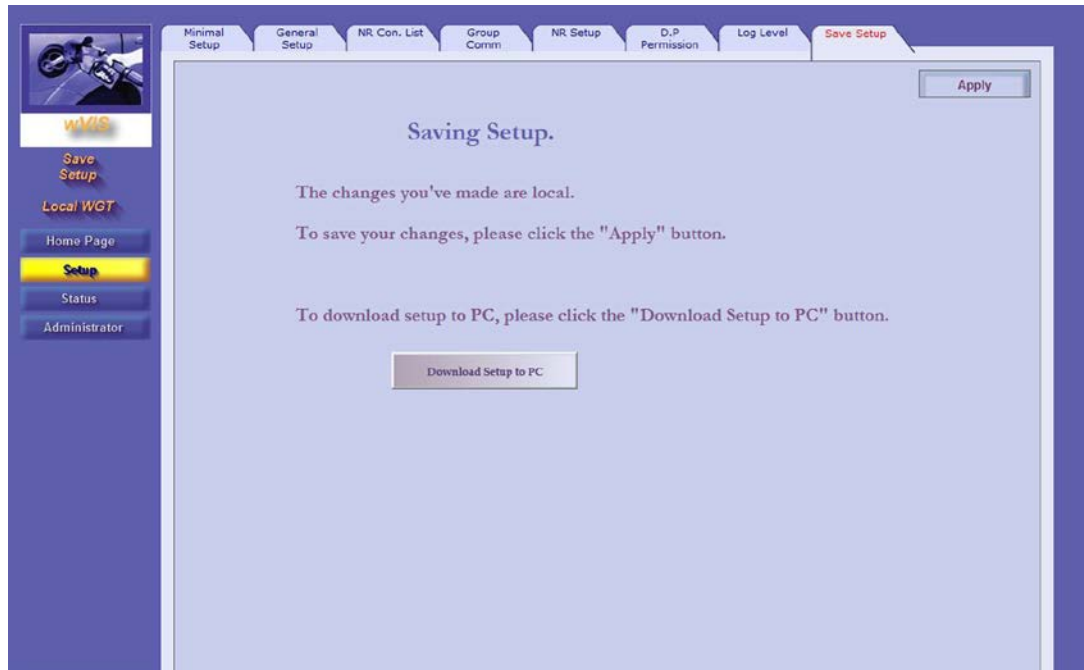 Minimal
Setup
General
Setup
NR Con. List
Group
Comm
NR Setup
D.P
Permission
Log Level
Save Setup
wVIS
Save
Setup
Local WGT
Home Page
Setup
Status
Administrator
Apply
Saving Setup.
The changes you've made are local.
To save your changes, please click the "Apply" button.
To download setup to PC, please click the "Download Setup to PC" button.
Download Setup to PC